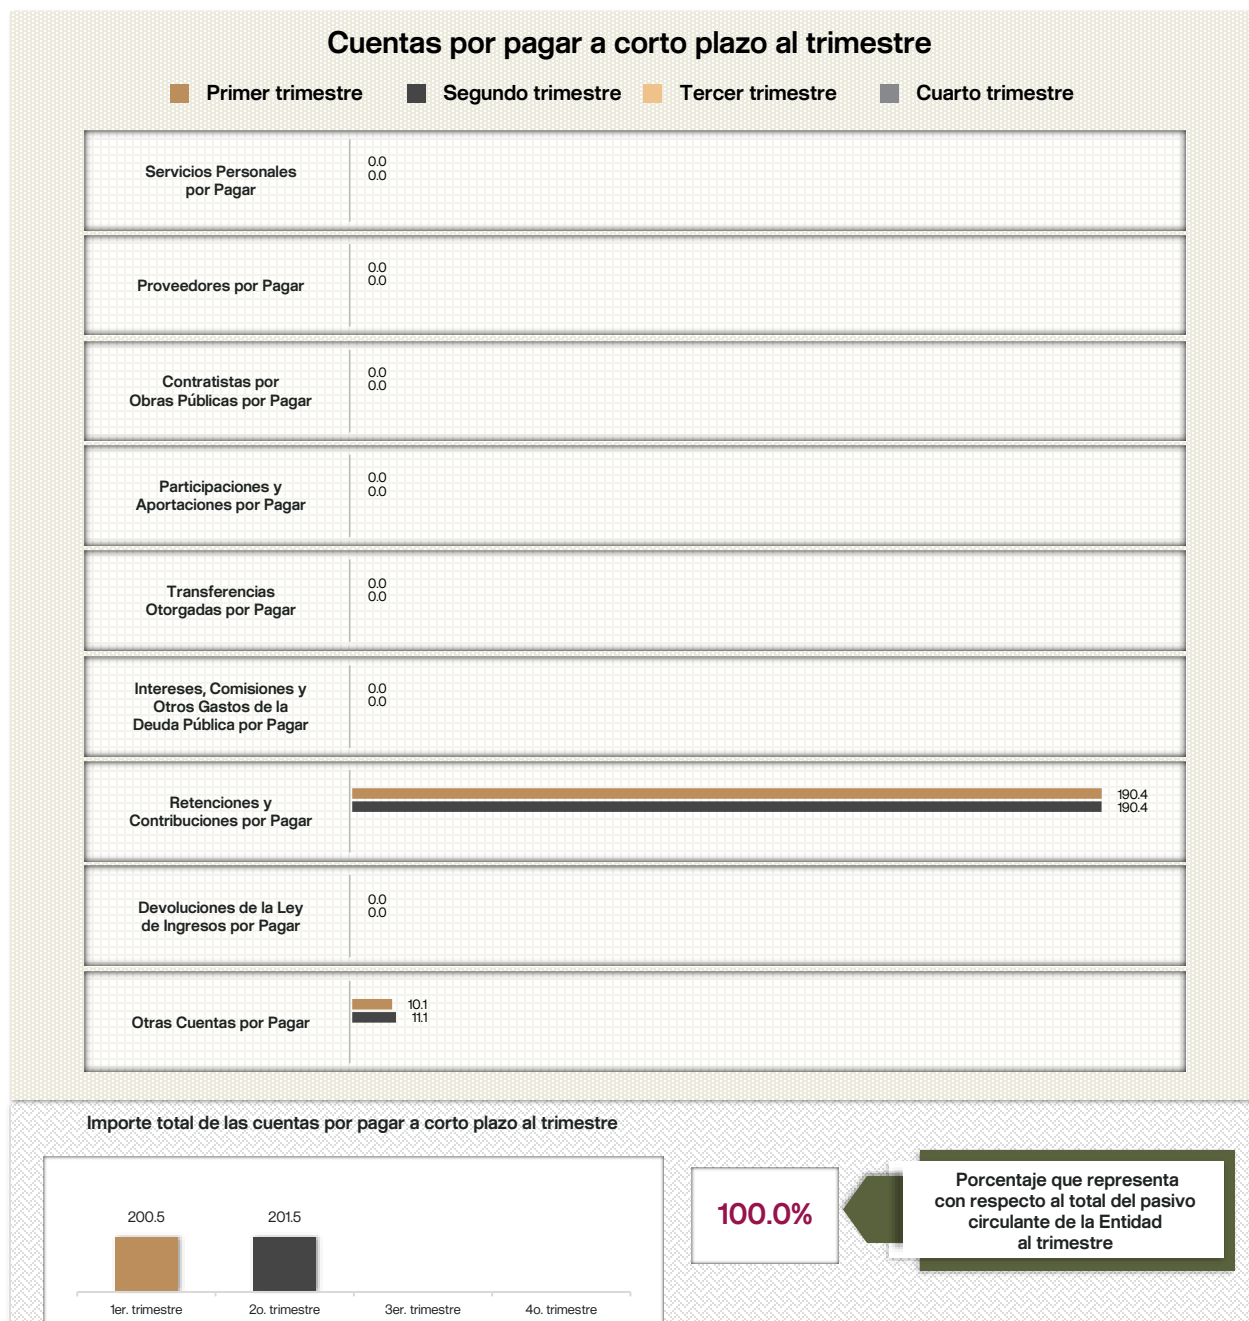 Cuentas por pagar a corto plazo al trimestre
Primer trimestre Segundo trimestre Tercer trimestre Cuarto trimestre
Servicios Personales
por Pagar
0.0
0.0
Proveedores por Pagar
0.0
0.0
Contratistas por
Obras Públicas por Pagar
0.0
0.0
Participaciones y
Aportaciones por Pagar
0.0
0.0
Transferencias
Otorgadas por Pagar
0.0
0.0
Intereses, Comisiones y
Otros Gastos de la
Deuda Pública por Pagar
0.0
0.0
Retenciones y
Contribuciones por Pagar
190.4
190.4
Devoluciones de la Ley
de Ingresos por Pagar
0.0
0.0
Otras Cuentas por Pagar
10.1
11.1
Importe total de las cuentas por pagar a corto plazo al trimestre
200.5 201.5
1er. trimestre 2o. trimestre 3er. trimestre 4o. trimestre
100.0%
Porcentaje que representa
con respecto al total del pasivo
circulante de la Entidad
al trimestre